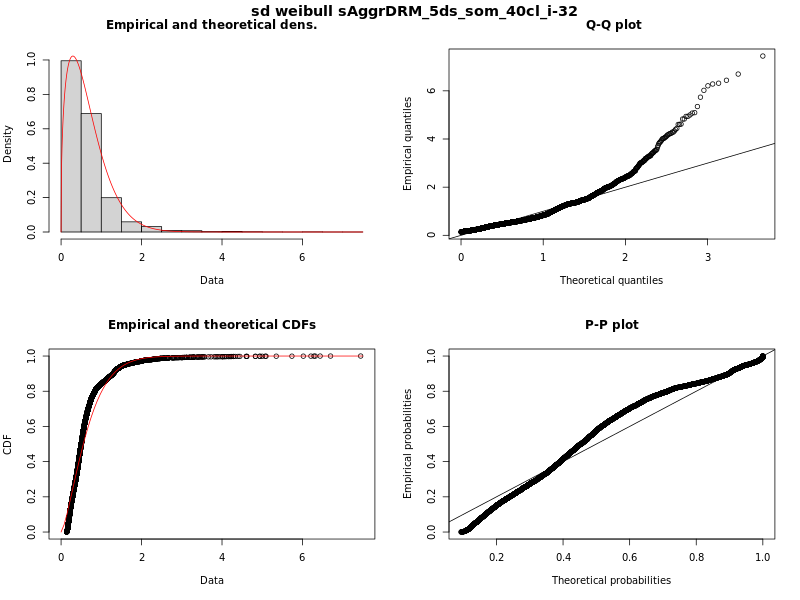 sd weibull sAggrDRM_5ds_som_40cl_i-32
Empirical and theoretical dens.
Density
0.0 0.2 0.4 0.6 0.8 1.0
0 2 4 6
Data
Q-Q plot
Empirical quantiles
0 2 4 6
0 1 2 3
Theoretical quantiles
Empirical and theoretical CDFs
CDF
0.0 0.2 0.4 0.6 0.8 1.0
0 2 4 6
Data
P-P plot
Empirical probabilities
0.0 0.2 0.4 0.6 0.8 1.0
0.2 0.4 0.6 0.8 1.0
Theoretical probabilities